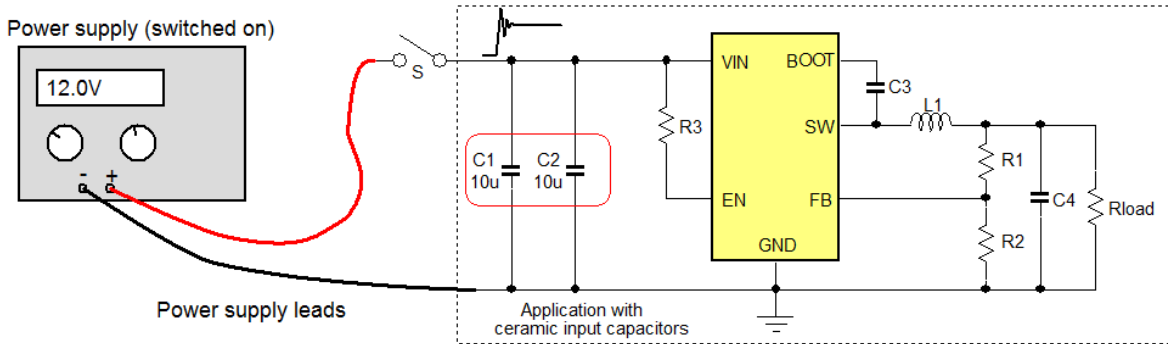 Power supply (switched on)
12.0V
- +
Power supply leads
S
C1
10u
C2
10u
R3
VIN
BOOT
SW
EN
FB
GND
C3
L1
R1
R2
C4
Rload
Application with
ceramic input capacitors